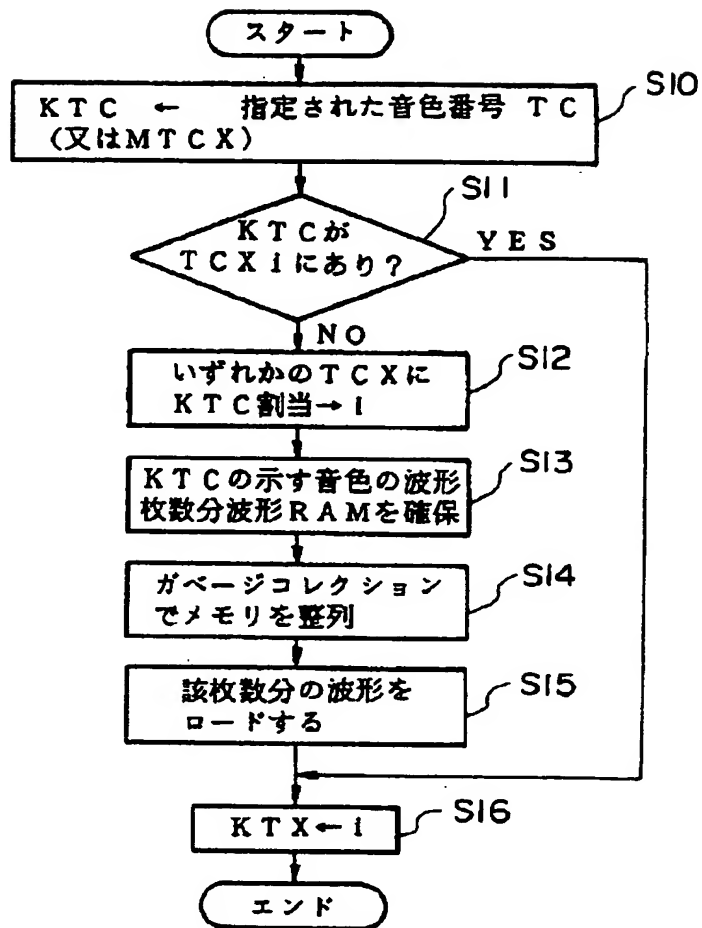 スタート
S10
KTC ← 指定された音色番号 TC
(又はMTCX)
S11
KTCが
TCXiにあり?
YES
NO
S12
いずれかのTCXに
KTC割当→i
S13
KTCの示す音色の波形
枚数分波形RAMを確保
S14
ガベージコレクション
でメモリを整列
S15
該枚数分の波形を
ロードする
S16
KTX←i
エンド